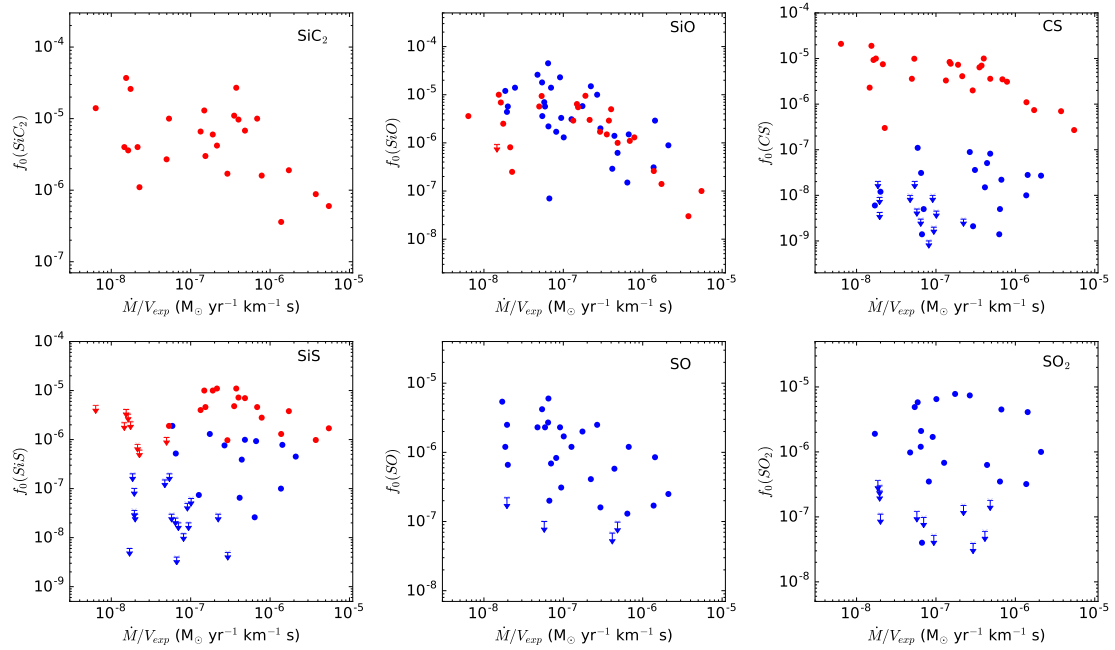 SiC₂
10⁻⁴
10⁻⁵
10⁻⁶
10⁻⁷
f₀(SiC₂)
10⁻⁸ 10⁻⁷ 10⁻⁶ 10⁻⁵
Ṁ/V_exp (M⊙ yr⁻¹ km⁻¹ s)
SiO
10⁻⁴
10⁻⁵
10⁻⁶
10⁻⁷
10⁻⁸
f₀(SiO)
10⁻⁸ 10⁻⁷ 10⁻⁶ 10⁻⁵
Ṁ/V_exp (M⊙ yr⁻¹ km⁻¹ s)
CS
10⁻⁴
10⁻⁵
10⁻⁶
10⁻⁷
10⁻⁸
10⁻⁹
f₀(CS)
10⁻⁸ 10⁻⁷ 10⁻⁶ 10⁻⁵
Ṁ/V_exp (M⊙ yr⁻¹ km⁻¹ s)
SiS
10⁻⁴
10⁻⁵
10⁻⁶
10⁻⁷
10⁻⁸
10⁻⁹
f₀(SiS)
10⁻⁸ 10⁻⁷ 10⁻⁶ 10⁻⁵
Ṁ/V_exp (M⊙ yr⁻¹ km⁻¹ s)
SO
10⁻⁵
10⁻⁶
10⁻⁷
10⁻⁸
f₀(SO)
10⁻⁸ 10⁻⁷ 10⁻⁶ 10⁻⁵
Ṁ/V_exp (M⊙ yr⁻¹ km⁻¹ s)
SO₂
10⁻⁵
10⁻⁶
10⁻⁷
10⁻⁸
f₀(SO₂)
10⁻⁸ 10⁻⁷ 10⁻⁶ 10⁻⁵
Ṁ/V_exp (M⊙ yr⁻¹ km⁻¹ s)